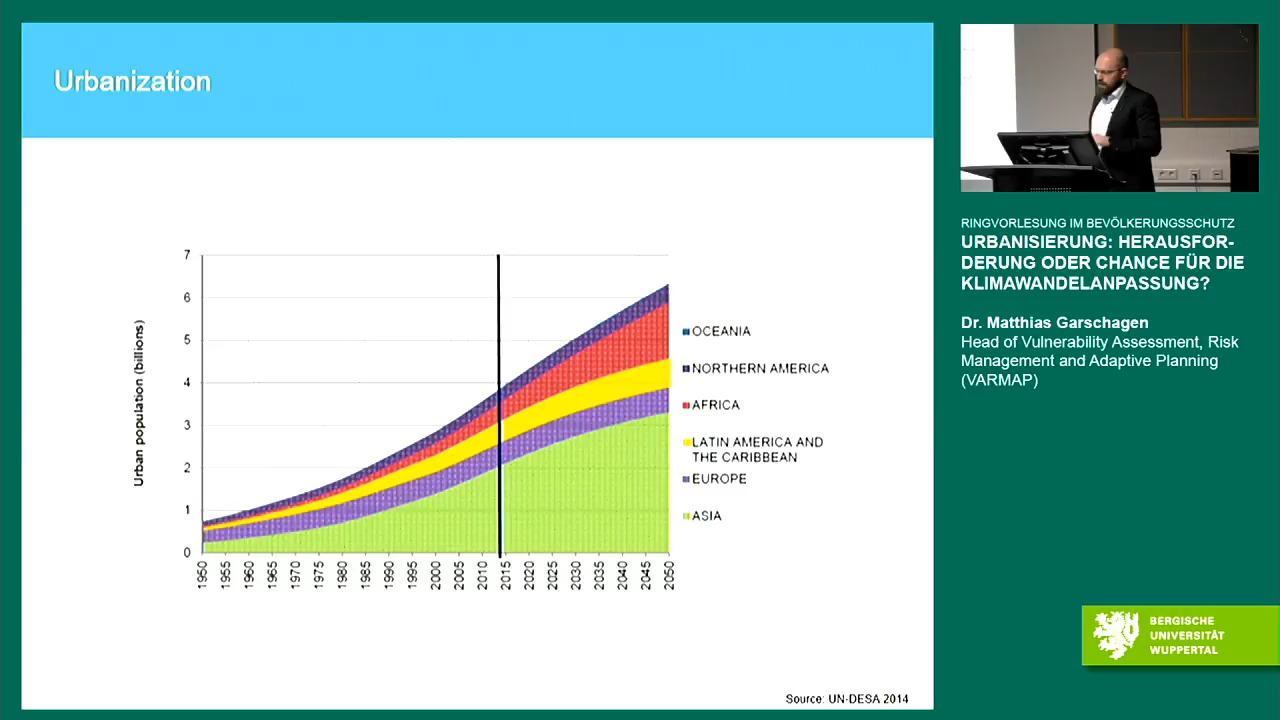 Urbanization
7
6
5
4
3
2
1
0
Urban population (billions)
1950
1955
1960
1965
1970
1975
1980
1985
1990
1995
2000
2005
2010
2015
2020
2025
2030
2035
2040
2045
2050
OCEANIA
NORTHERN AMERICA
AFRICA
LATIN AMERICA AND
THE CARIBBEAN
EUROPE
ASIA
Source: UN-DESA 2014
RINGVORLESUNG IM BEVÖLKERUNGSSCHUTZ
URBANISIERUNG: HERAUSFOR-
DERUNG ODER CHANCE FÜR DIE
KLIMAWANDELANPASSUNG?
Dr. Matthias Garschagen
Head of Vulnerability Assessment, Risk
Management and Adaptive Planning
(VARMAP)
BERGISCHE
UNIVERSITÄT
WUPPERTAL